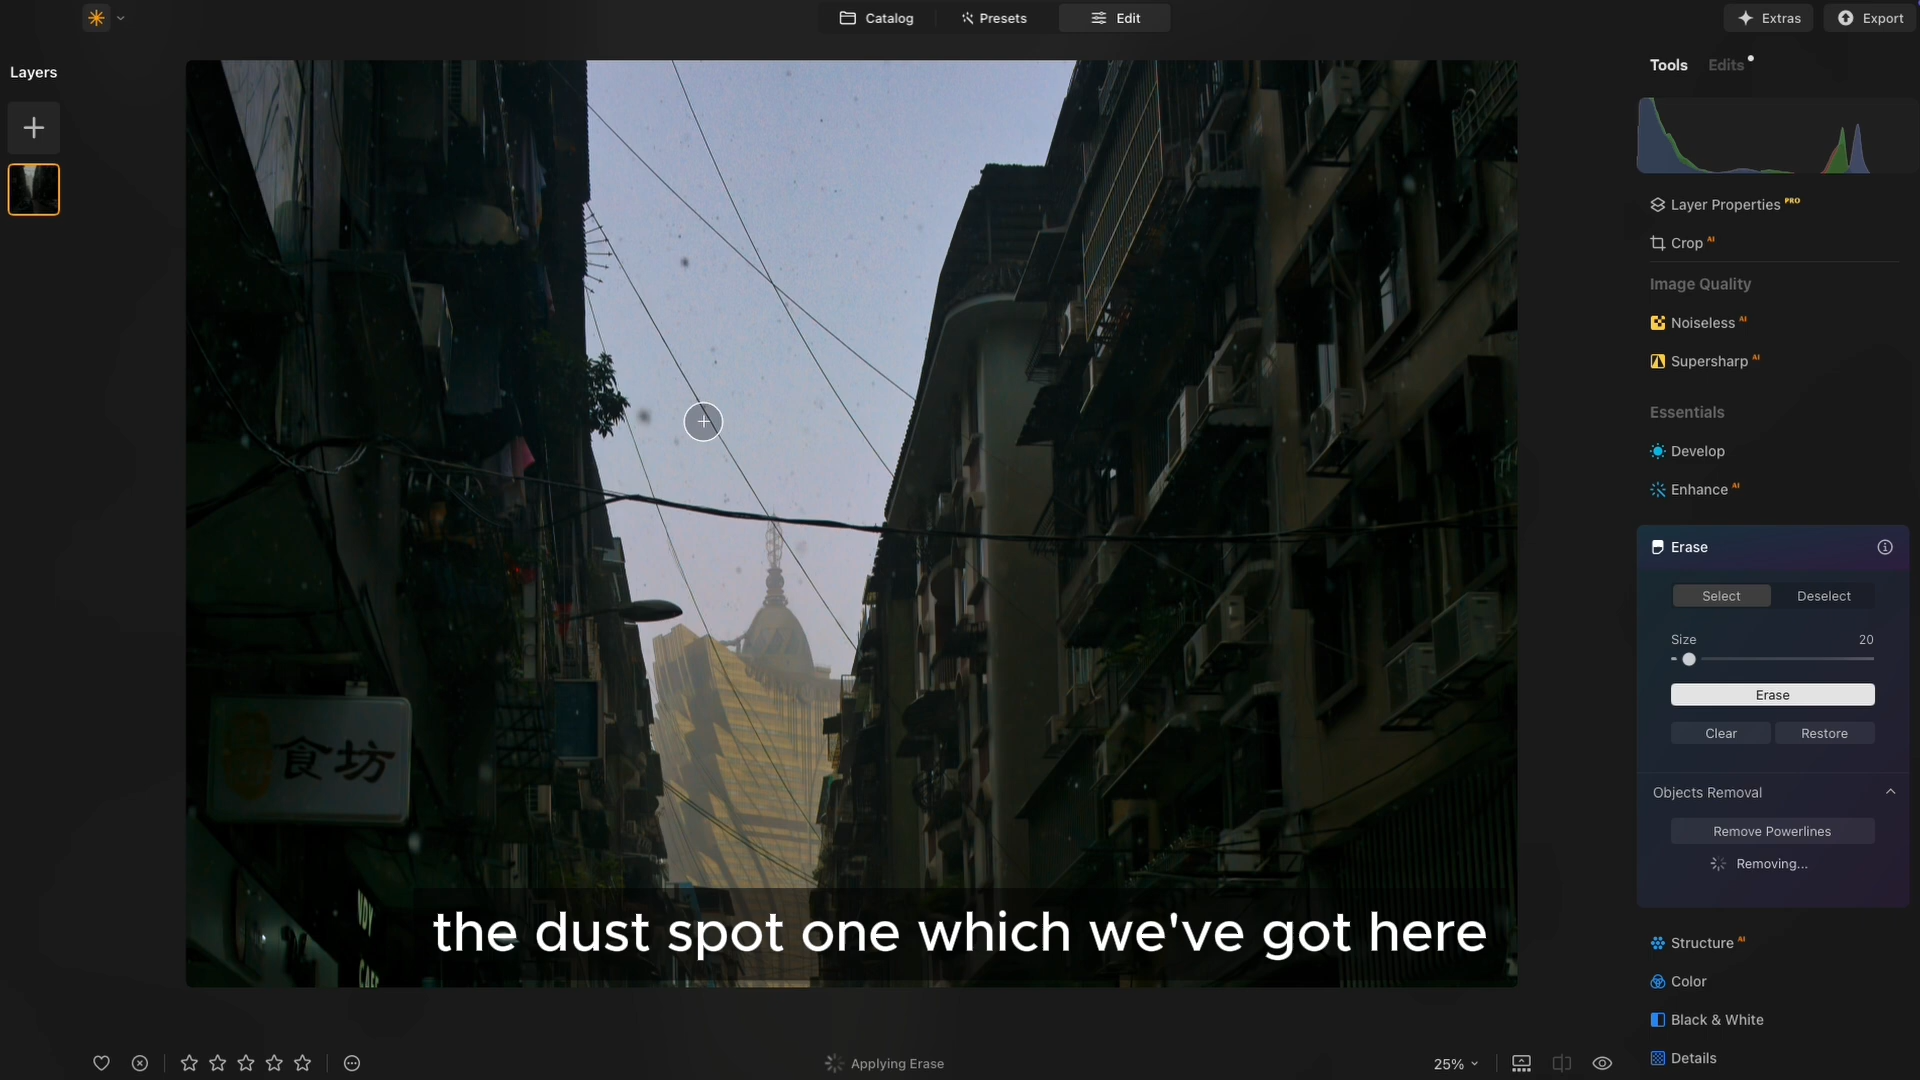 Catalog
Presets
Edit
Extras
Export
Layers
Tools
Edits
Layer Properties PRO
Crop AI
Image Quality
Noiseless AI
Supersharp AI
Essentials
Develop
Enhance AI
Erase
Select
Deselect
Size
20
Erase
Clear
Restore
Objects Removal
Remove Powerlines
Removing...
食坊
the dust spot one which we've got here
Structure AI
Color
Black & White
Details
Applying Erase
25%